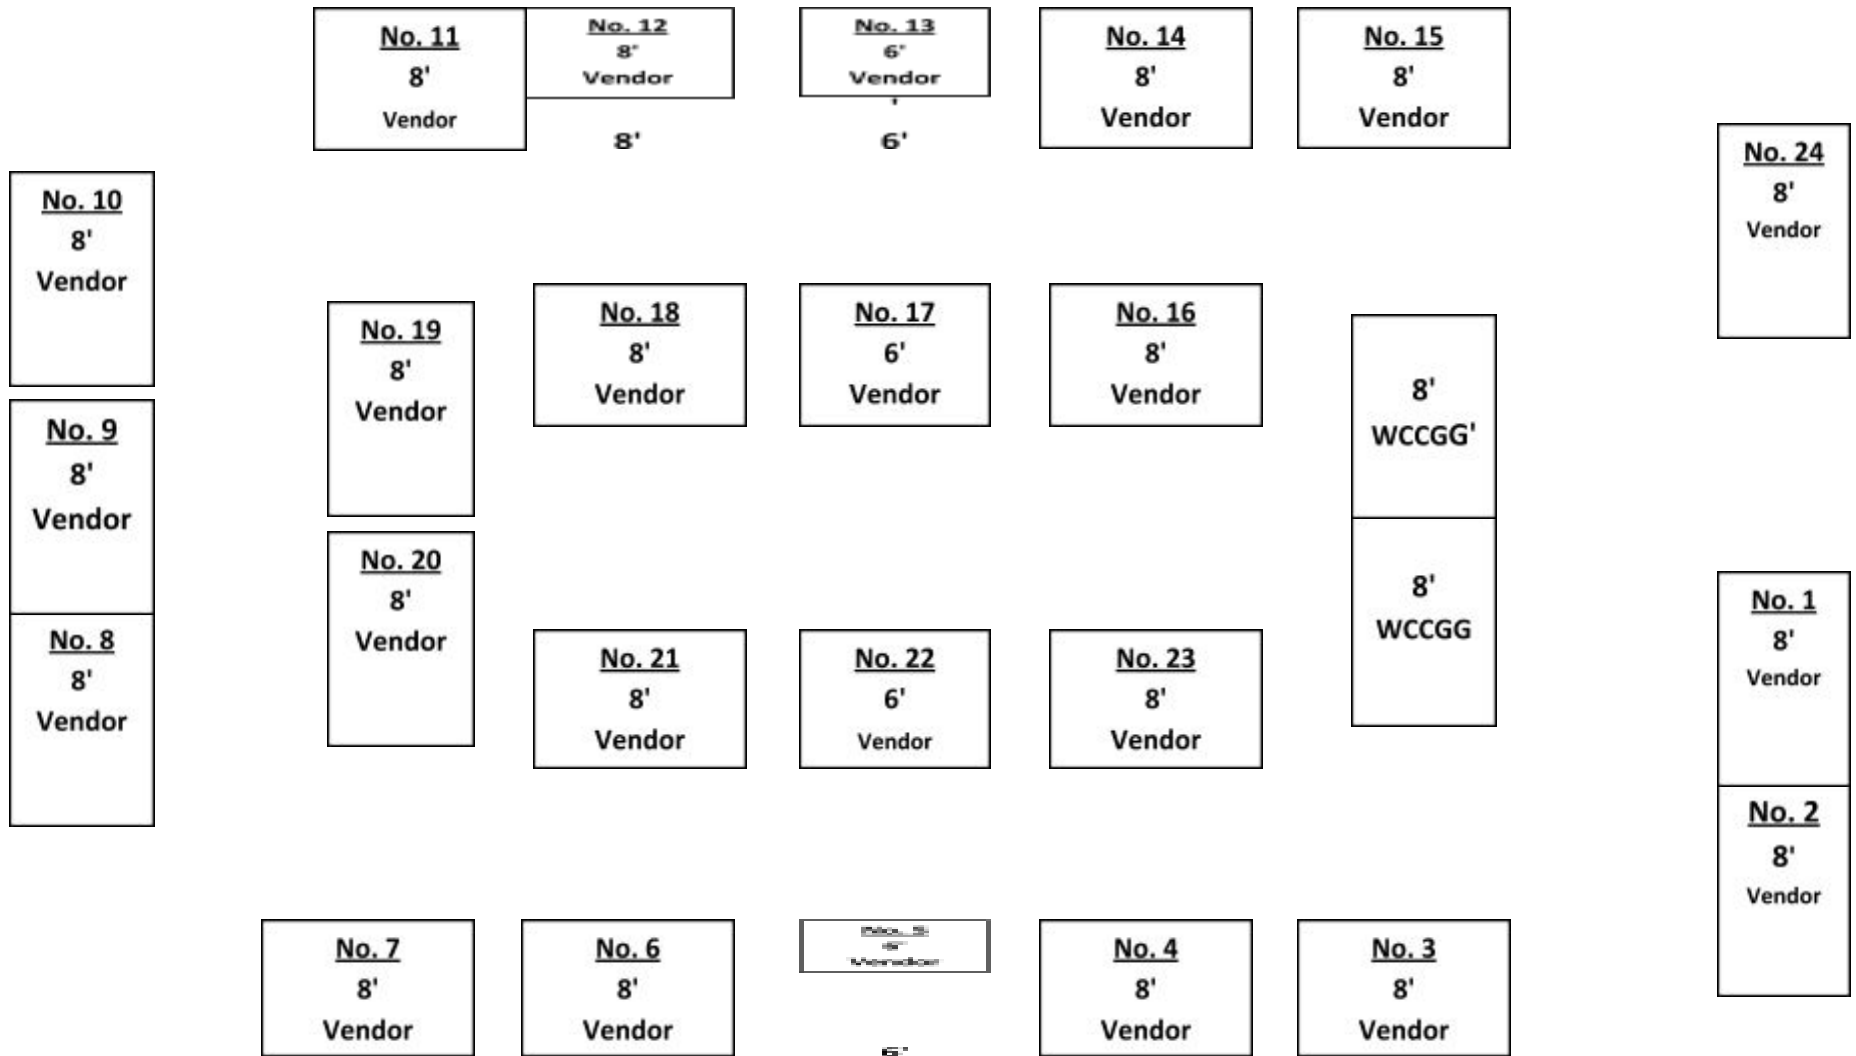 No. 11
8'
Vendor
No. 12
8'
Vendor
8'
No. 13
6'
Vendor
'
6'
No. 14
8'
Vendor
No. 15
8'
Vendor
No. 24
8'
Vendor
No. 10
8'
Vendor
No. 19
8'
Vendor
No. 18
8'
Vendor
No. 17
6'
Vendor
No. 16
8'
Vendor
8'
WCCGG'
No. 9
8'
Vendor
No. 20
8'
Vendor
8'
WCCGG
No. 1
8'
Vendor
No. 8
8'
Vendor
No. 21
8'
Vendor
No. 22
6'
Vendor
No. 23
8'
Vendor
No. 2
8'
Vendor
No. 7
8'
Vendor
No. 6
8'
Vendor
No. 5
6'
Vendor
6'
No. 4
8'
Vendor
No. 3
8'
Vendor